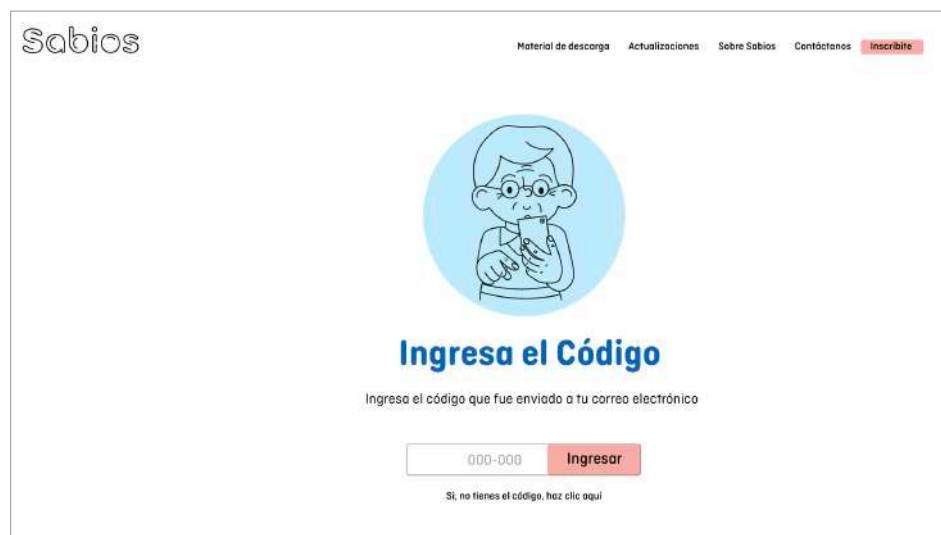 Sabios
Material de descarga Actualizaciones Sobre Sabios Contáctanos Inscribite
Ingresa el Código
Ingresa el código que fue enviado a tu correo electrónico
000-000 Ingresar
Si, no tienes el código, haz clic aquí